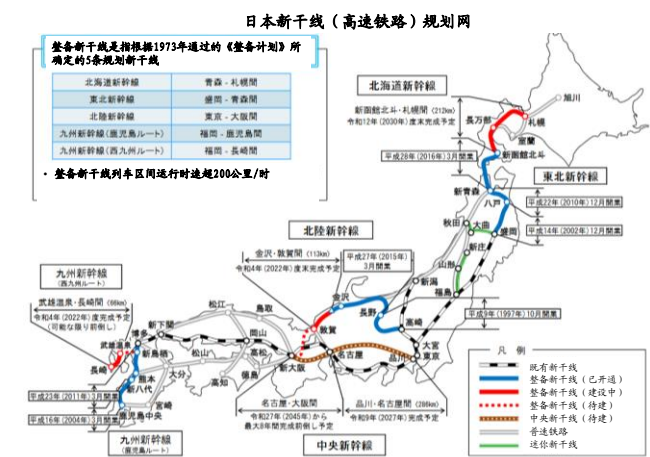 日本新干线（高速铁路）规划网
整备新干线是指根据1973年通过的《整备计划》所
确定的5条规划新干线
北海道新幹線 青森 - 札幌間
東北新幹線 盛岡 - 青森間
北陸新幹線 東京 - 大阪間
九州新幹線（鹿児島ルート） 福岡 - 鹿児島間
九州新幹線（西九州ルート） 福岡 - 長崎間
• 整备新干线列车区间运行时速超200公里/时
北海道新幹線
新函館北斗・札幌間（212km）
令和12年（2030年）度末完成予定
旭川
札幌
長万部
室蘭
平成28年（2016年）3月開業
新函館北斗
東北新幹線
新青森
八戸
平成22年（2010年）12月開業
秋田
大曲
盛岡
平成14年（2002年）12月開業
新庄
山形
福島
北陸新幹線
金沢・敦賀間（113km）
令和4年（2022年）度末完成予定
平成27年（2015年）
3月開業
新潟
金沢
長野
高崎
平成9年（1997年）10月開業
敦賀
大宮
東京
品川
名古屋
新大阪
九州新幹線
（西九州ルート）
武雄温泉・長崎間（66km）
令和4年（2022年）度完成予定
（可能な限り前倒し）
松江
鳥取
新下関
岡山
博多
武雄温泉
新鳥栖
長崎
松山
高松
大分
高知
徳島
熊本
新八代
宮崎
平成23年（2011年）3月開業
平成16年（2004年）3月開業
鹿児島中央
九州新幹線
（鹿児島ルート）
名古屋・大阪間
令和27年（2045年）から
最大8年間完成前倒し予定
品川・名古屋間（286km）
令和9年（2027年）完成予定
中央新幹線
凡 例
既有新干线
整备新干线（已开通）
整备新干线（建设中）
整备新干线（待建）
中央新干线（待建）
普速铁路
迷你新干线